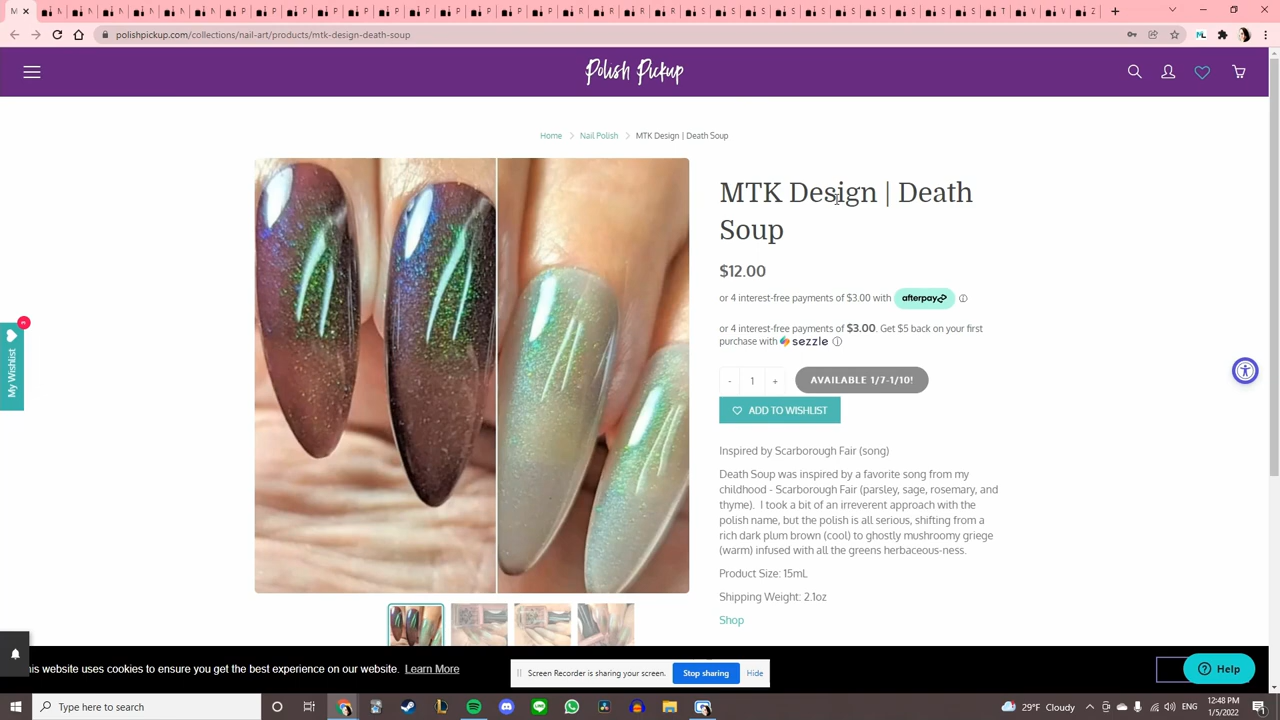 M
polishpickup.com/collections/nail-art/products/mtk-design-death-soup
Polish Pickup
Home > Nail Polish > MTK Design | Death Soup
MTK Design | Death
Soup
$12.00
or 4 interest-free payments of $3.00 with afterpay ⓘ
or 4 interest-free payments of $3.00. Get $5 back on your first
purchase with sezzle ⓘ
- 1 +
AVAILABLE 1/7-1/10!
ADD TO WISHLIST
My Wishlist
Inspired by Scarborough Fair (song)
Death Soup was inspired by a favorite song from my
childhood - Scarborough Fair (parsley, sage, rosemary, and
thyme). I took a bit of an irreverent approach with the
polish name, but the polish is all serious, shifting from a
rich dark plum brown (cool) to ghostly mushroomy griege
(warm) infused with all the greens herbaceous-ness.
Product Size: 15mL
Shipping Weight: 2.1oz
Shop
his website uses cookies to ensure you get the best experience on our website. Learn More
Screen Recorder is sharing your screen. Stop sharing Hide
Help
Type here to search
29°F Cloudy
12:48 PM
1/5/2022